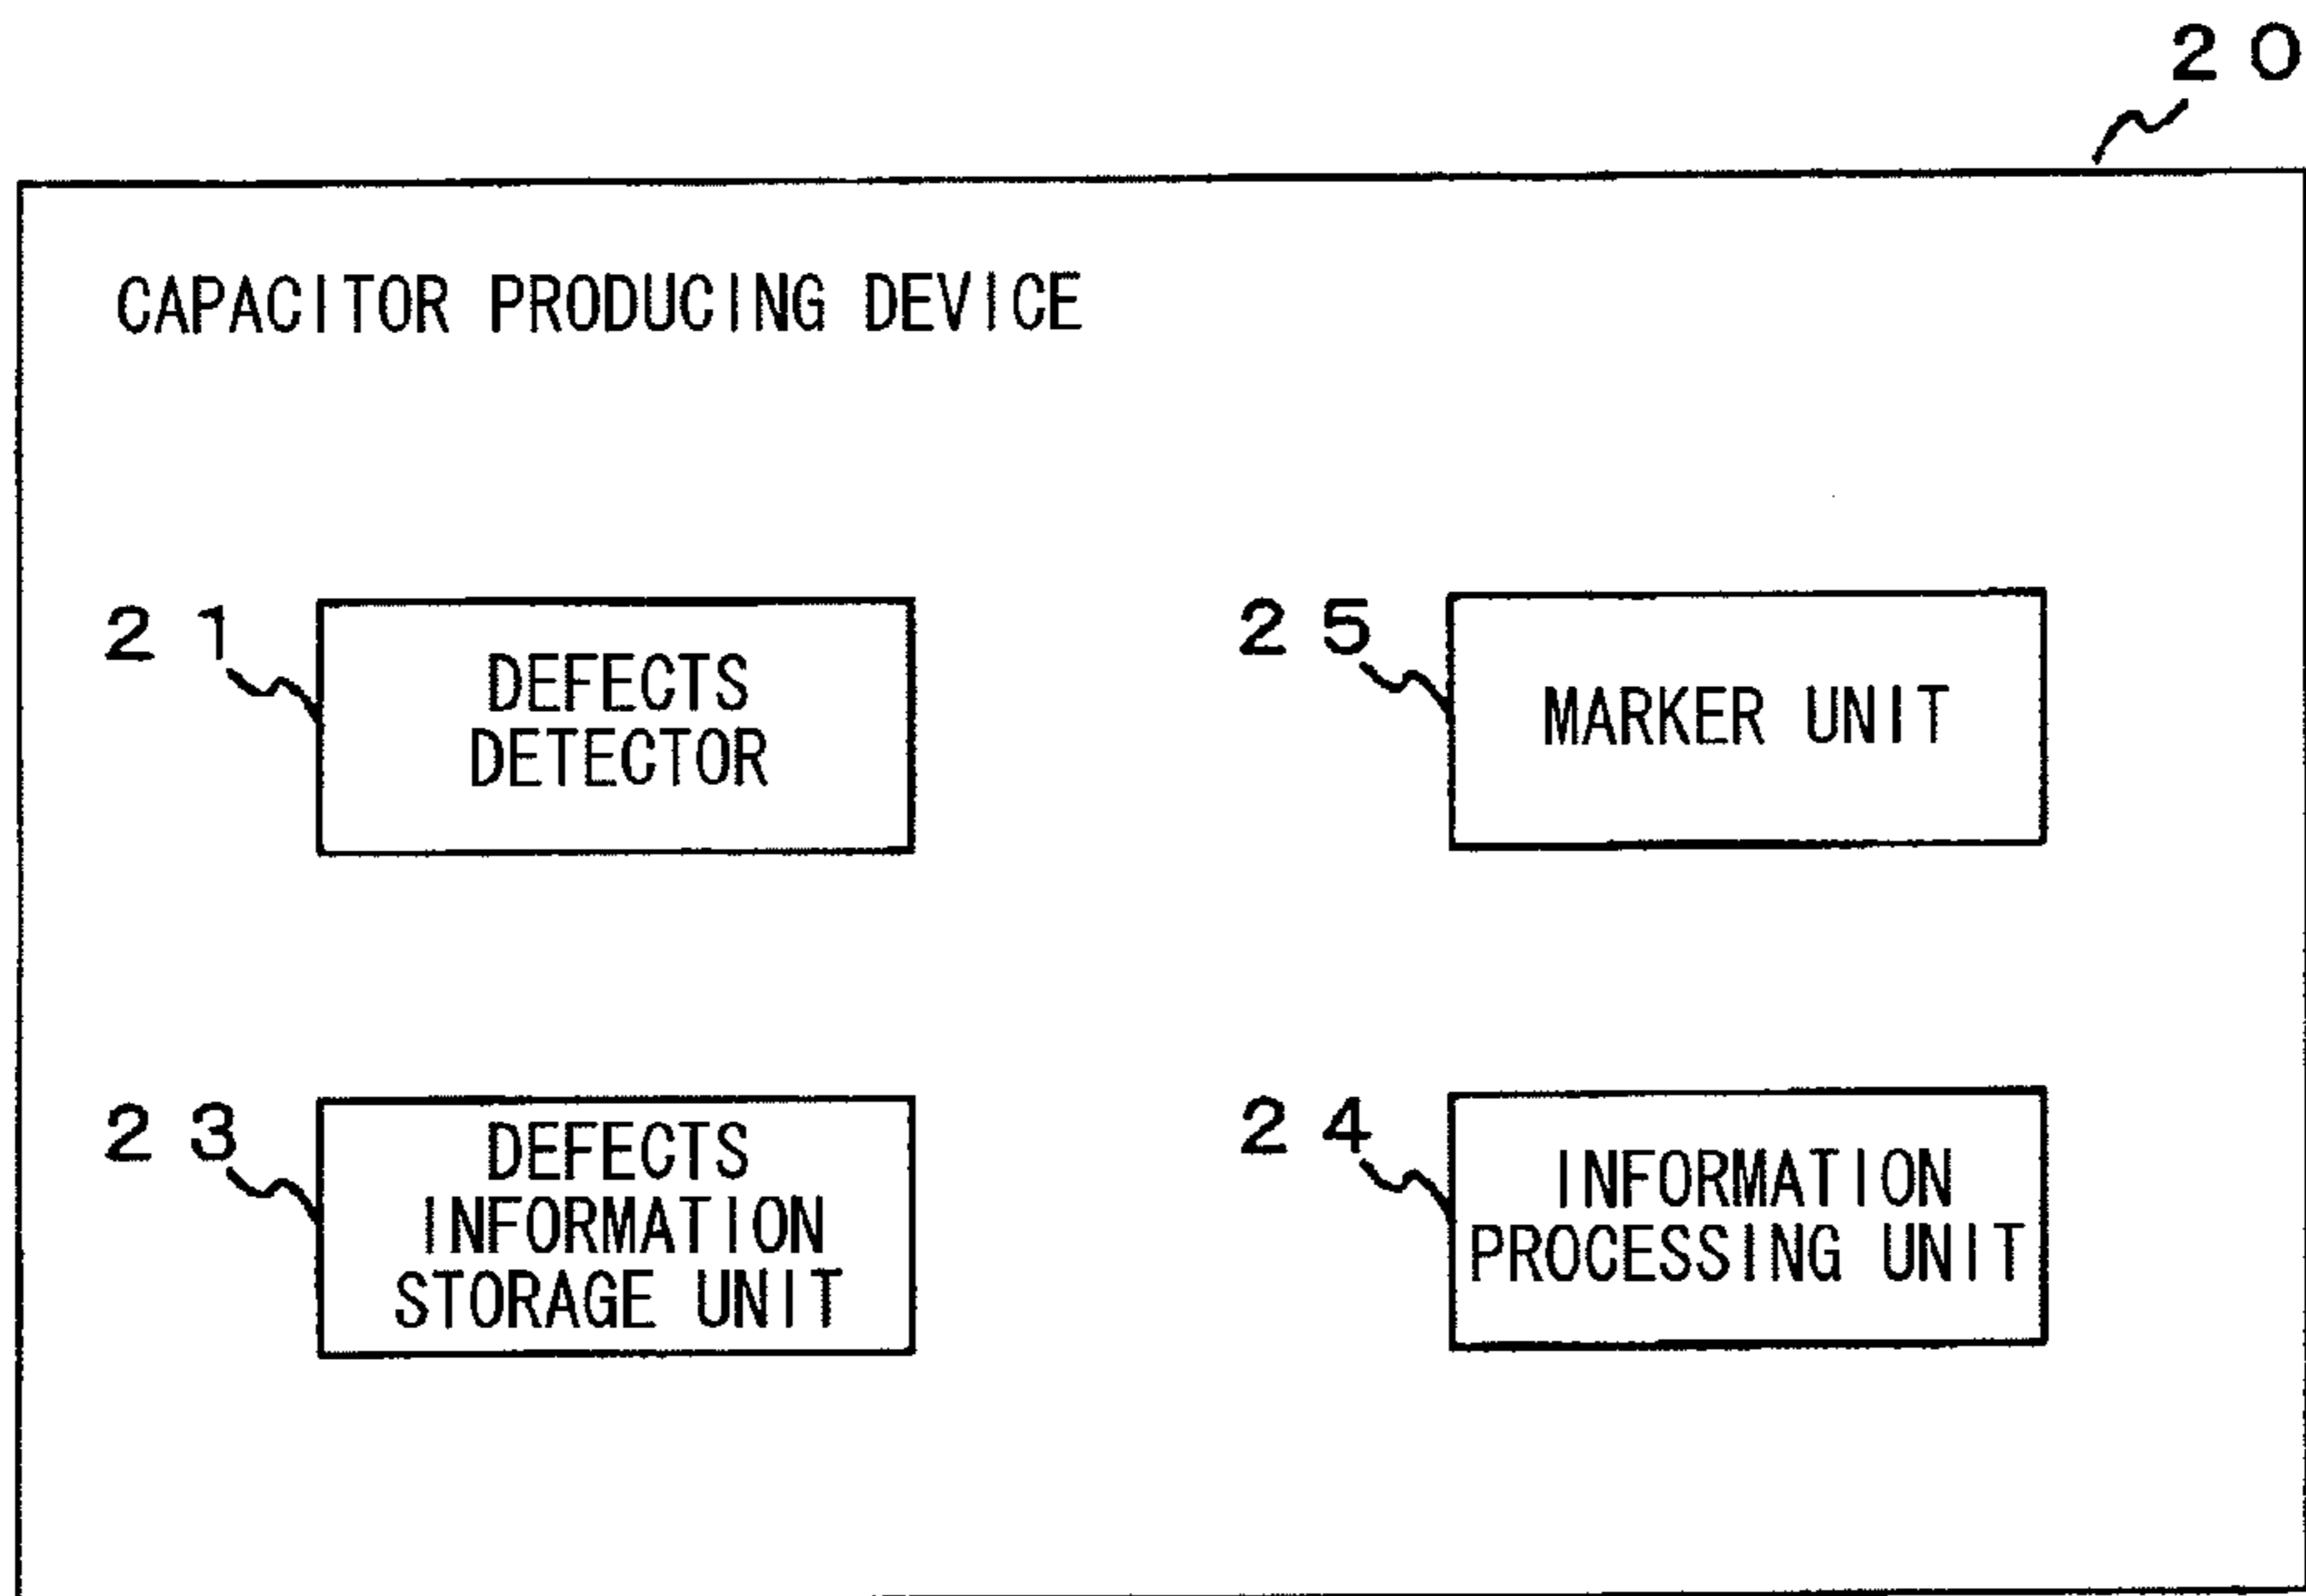 20
CAPACITOR PRODUCING DEVICE
21
DEFECTS
DETECTOR
25
MARKER UNIT
23
DEFECTS
INFORMATION
STORAGE UNIT
24
INFORMATION
PROCESSING UNIT